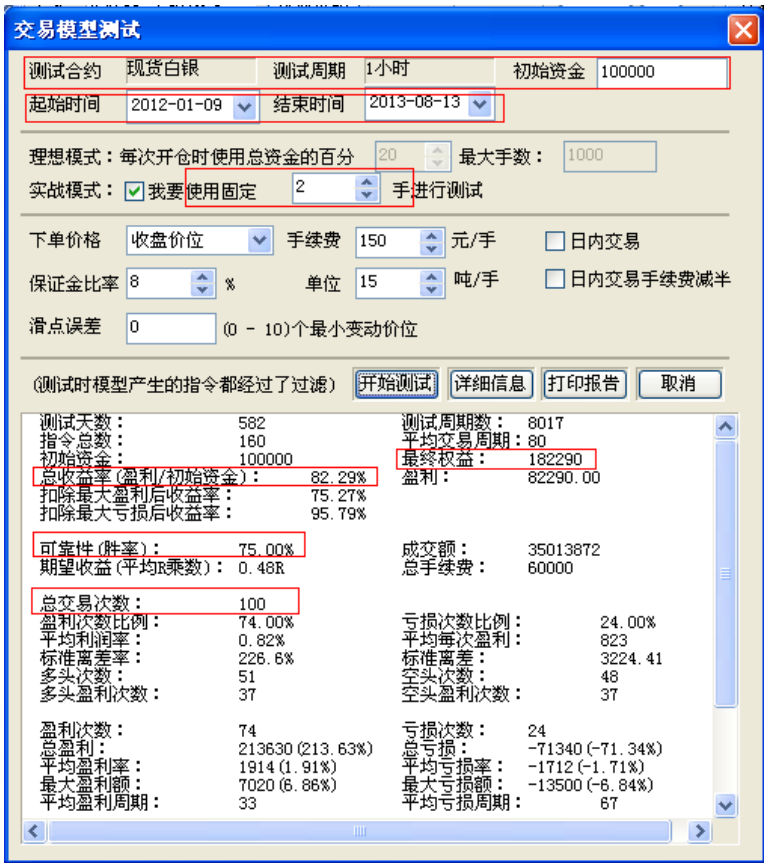 交易模型测试
测试合约 现货白银 测试周期 1小时 初始资金 100000
起始时间 2012-01-09 结束时间 2013-08-13
理想模式：每次开仓时使用总资金的百分 20 最大手数： 1000
实战模式： 我要使用固定 2 手进行测试
下单价格 收盘价位 手续费 150 元/手 日内交易
保证金比率 8 % 单位 15 吨/手 日内交易手续费减半
滑点误差 0 (0 - 10)个最小变动价位
(测试时模型产生的指令都经过了过滤) 开始测试 详细信息 打印报告 取消
测试天数： 582 测试周期数： 8017
指令总数： 160 平均交易周期：80
初始资金： 100000 最终权益： 182290
总收益率(盈利/初始资金)： 82.29% 盈利： 82290.00
扣除最大盈利后收益率： 75.27%
扣除最大亏损后收益率： 95.79%
可靠性(胜率)： 75.00% 成交额： 35013872
期望收益(平均R乘数)：0.48R 总手续费： 60000
总交易次数： 100
盈利次数比例： 74.00% 亏损次数比例： 24.00%
平均利润率： 0.82% 平均每次盈利： 823
标准离差率： 226.6% 标准离差： 3224.41
多头次数： 51 空头次数： 48
多头盈利次数： 37 空头盈利次数： 37
盈利次数： 74 亏损次数： 24
总盈利： 213630(213.63%) 总亏损： -71340(-71.34%)
平均盈利率： 1914(1.91%) 平均亏损率： -1712(-1.71%)
最大盈利额： 7020(6.86%) 最大亏损额： -13500(-6.84%)
平均盈利周期： 33 平均亏损周期： 67